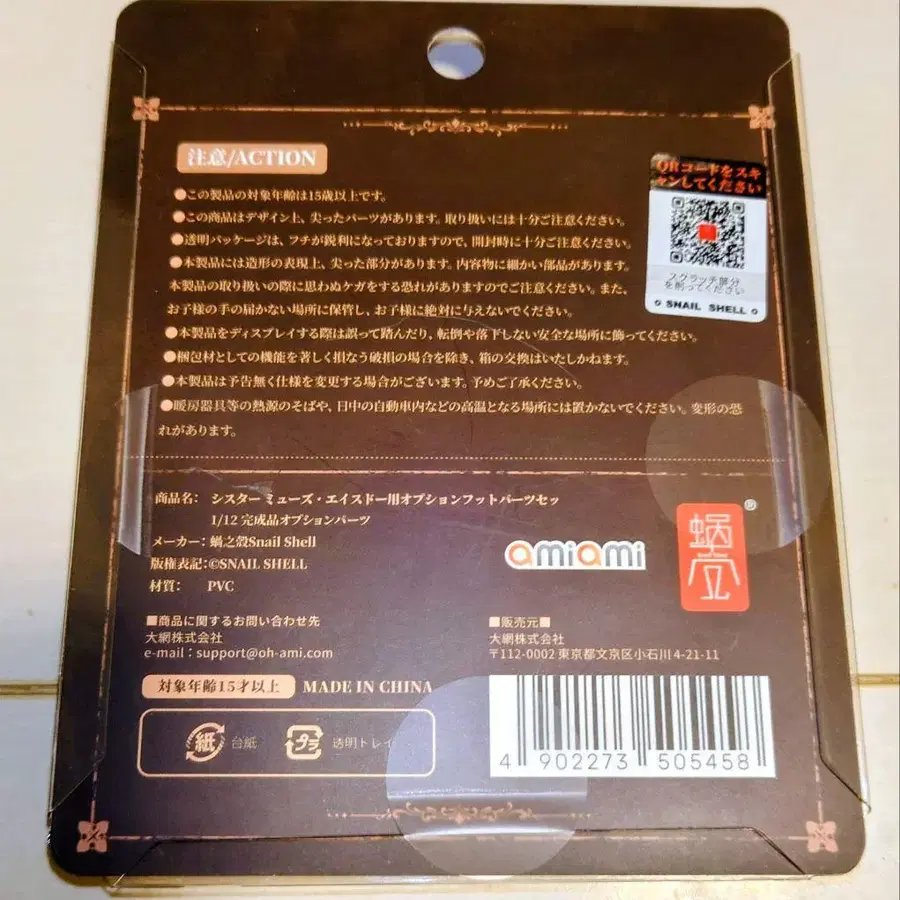 注意/ACTION
●この製品の対象年齢は15歳以上です。
●この商品はデザイン上、尖ったパーツがあります。取り扱いには十分ご注意ください。
●透明パッケージは、フチが鋭利になっておりますので、開封時に十分ご注意ください。
●本製品には造形の表現上、尖った部分があります。内容物に細かい部品があります。
本製品の取り扱いの際に思わぬケガをする恐れがありますのでご注意ください。また、
お子様の手の届かない場所に保管し、お子様に絶対に与えないでください。
●本製品をディスプレイする際は誤って踏んだり、転倒や落下しない安全な場所に飾ってください。
●梱包材としての機能を著しく損なう破損の場合を除き、箱の交換はいたしかねます。
●本製品は予告無く仕様を変更する場合がございます。予めご了承ください。
●暖房器具等の熱源のそばや、日中の自動車内などの高温となる場所には置かないでください。変形の恐
れがあります。
QRコードをスキ
ャンしてください
スクラッチ部分
を削ってください
SNAIL SHELL
商品名： シスター ミューズ・エイスドー用オプションフットパーツセッ
1/12 完成品オプションパーツ
メーカー：蝸之殻Snail Shell
版権表記：©SNAIL SHELL
材質： PVC
amiami
®
■商品に関するお問い合わせ先
大網株式会社
e-mail：support@oh-ami.com
■販売元■
大網株式会社
〒112-0002 東京都文京区小石川 4-21-11
対象年齢15才以上 MADE IN CHINA
紙 台紙 プラ 透明トレイ
4 902273 505458